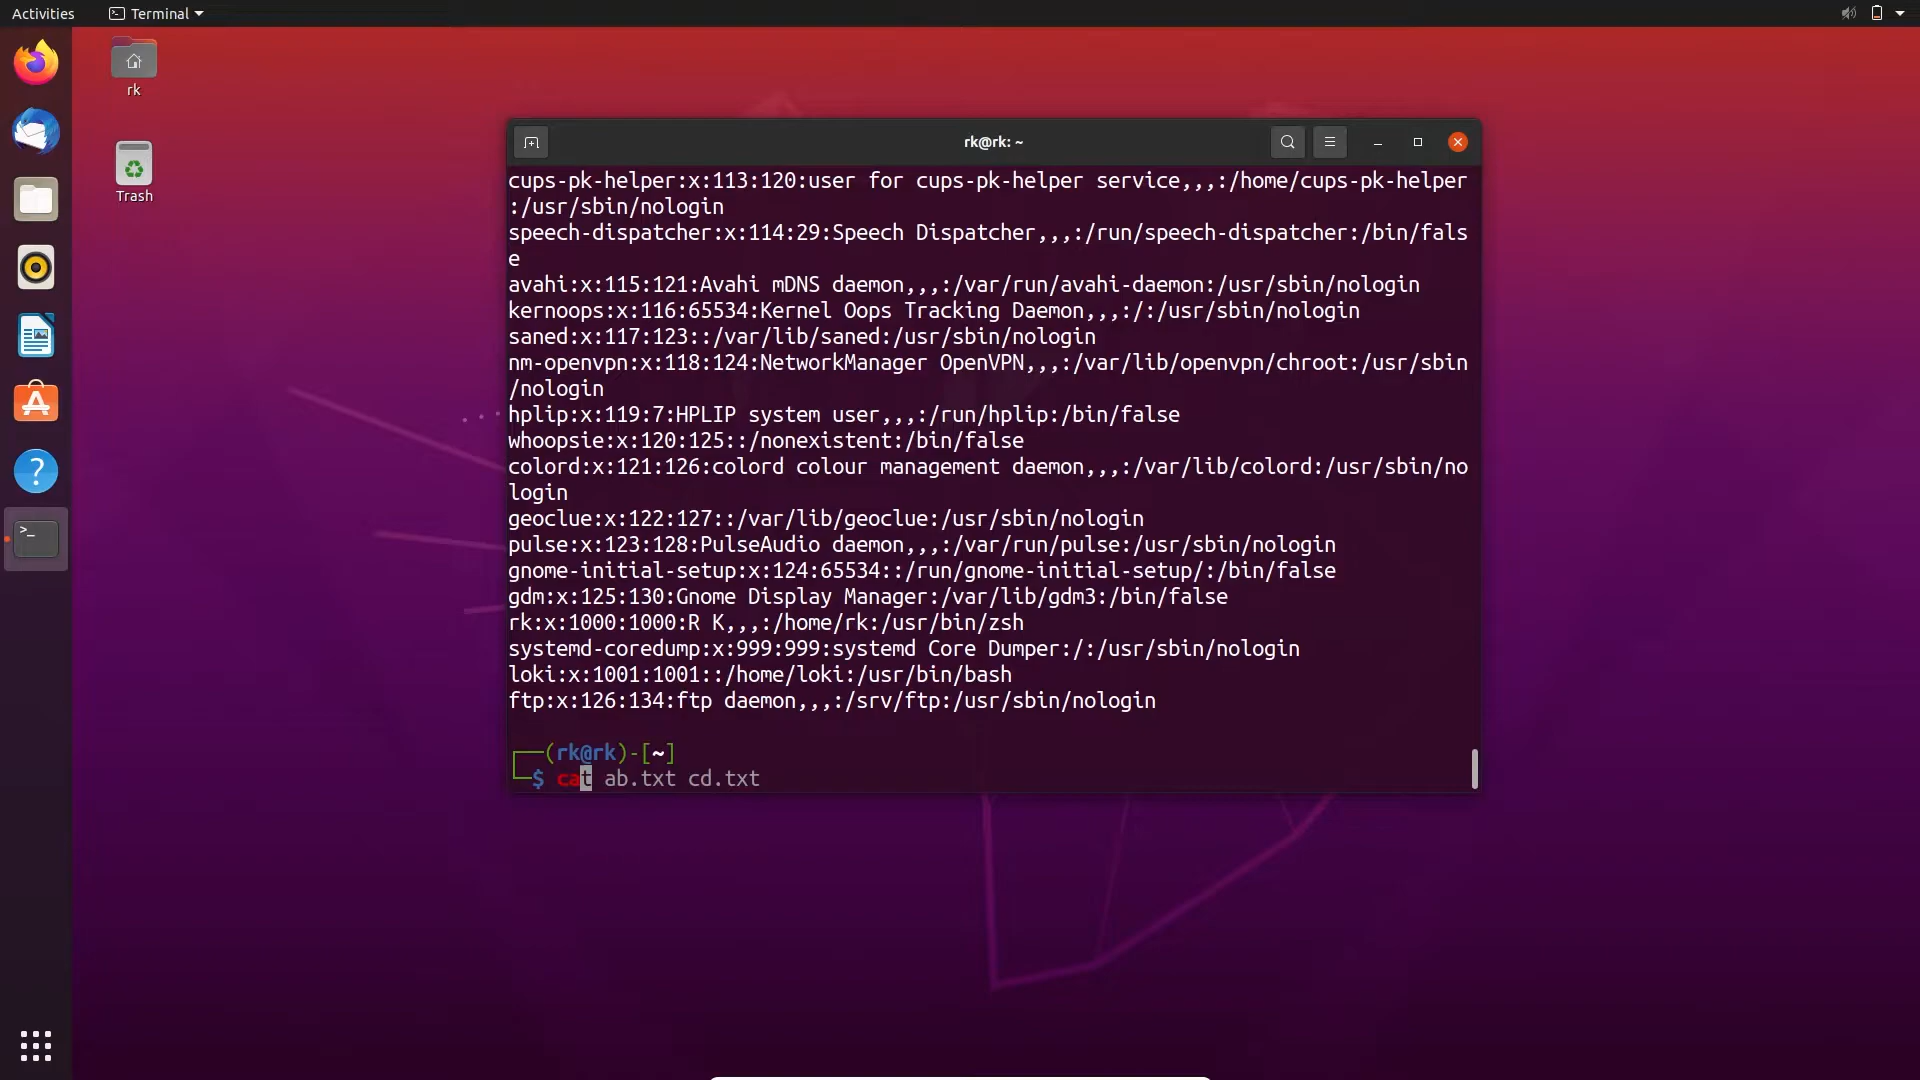 Activities
Terminal
rk
Trash
rk@rk: ~
cups-pk-helper:x:113:120:user for cups-pk-helper service,,,:/home/cups-pk-helper
:/usr/sbin/nologin
speech-dispatcher:x:114:29:Speech Dispatcher,,,:/run/speech-dispatcher:/bin/fals
e
avahi:x:115:121:Avahi mDNS daemon,,,:/var/run/avahi-daemon:/usr/sbin/nologin
kernoops:x:116:65534:Kernel Oops Tracking Daemon,,,:/:/usr/sbin/nologin
saned:x:117:123::/var/lib/saned:/usr/sbin/nologin
nm-openvpn:x:118:124:NetworkManager OpenVPN,,,:/var/lib/openvpn/chroot:/usr/sbin
/nologin
hplip:x:119:7:HPLIP system user,,,:/run/hplip:/bin/false
whoopsie:x:120:125::/nonexistent:/bin/false
colord:x:121:126:colord colour management daemon,,,:/var/lib/colord:/usr/sbin/no
login
geoclue:x:122:127::/var/lib/geoclue:/usr/sbin/nologin
pulse:x:123:128:PulseAudio daemon,,,:/var/run/pulse:/usr/sbin/nologin
gnome-initial-setup:x:124:65534::/run/gnome-initial-setup/:/bin/false
gdm:x:125:130:Gnome Display Manager:/var/lib/gdm3:/bin/false
rk:x:1000:1000:R K,,,:/home/rk:/usr/bin/zsh
systemd-coredump:x:999:999:systemd Core Dumper:/:/usr/sbin/nologin
loki:x:1001:1001::/home/loki:/usr/bin/bash
ftp:x:126:134:ftp daemon,,,:/srv/ftp:/usr/sbin/nologin
┌──(rk@rk)-[~]
└─$ cat ab.txt cd.txt